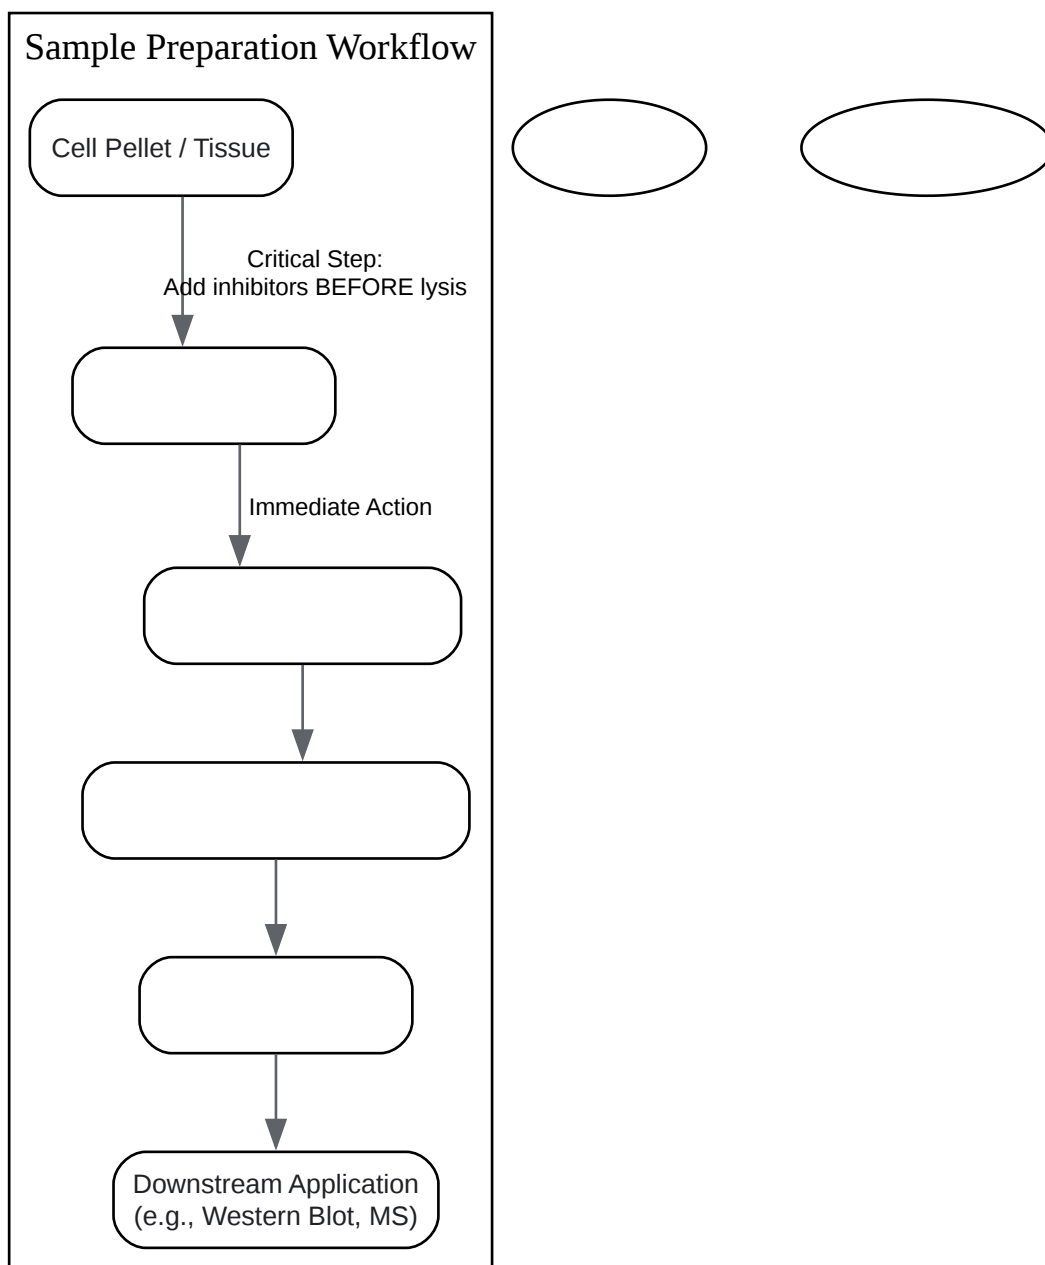 Sample Preparation Workflow
Cell Pellet / Tissue
Critical Step:
Add inhibitors BEFORE lysis
Immediate Action
Downstream Application
(e.g., Western Blot, MS)